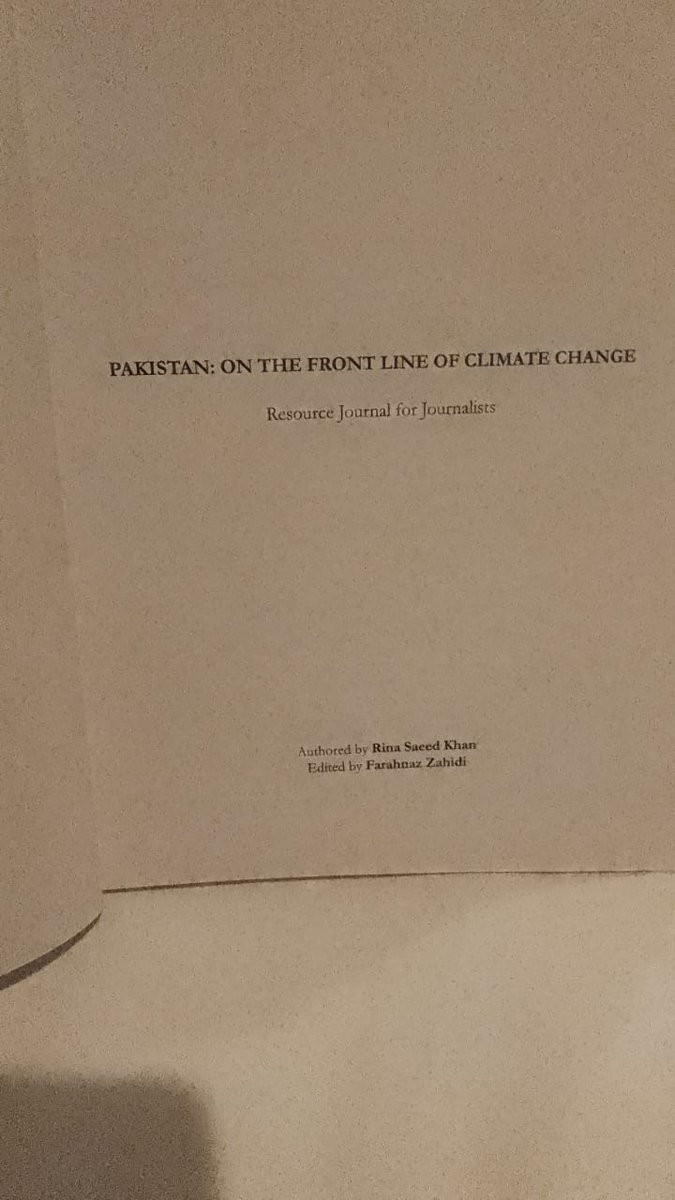 PAKISTAN: ON THE FRONT LINE OF CLIMATE CHANGE
Resource Journal for Journalists
Authored by Rina Saeed Khan
Edited by Farahnaz Zahidi